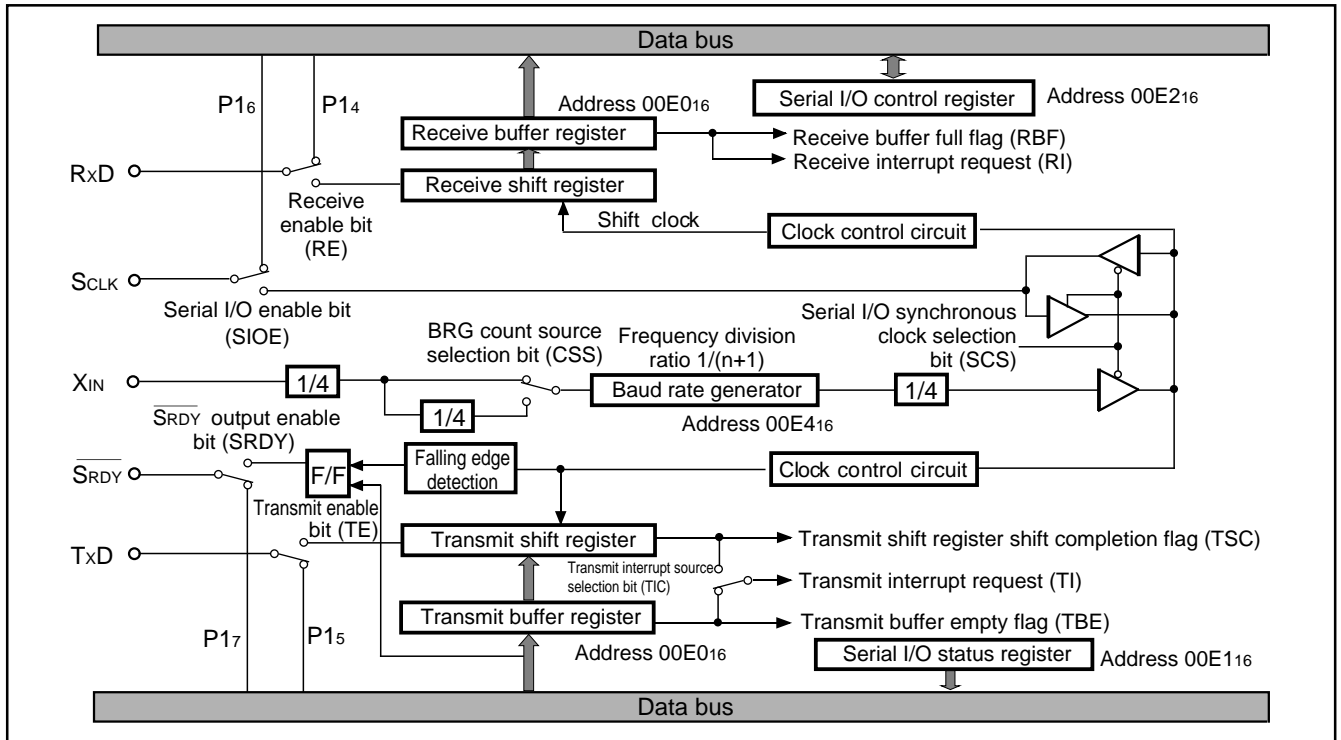 Data bus
P16
P14
Address 00E016
Serial I/O control register
Address 00E216
Receive buffer register
Receive buffer full flag (RBF)
Receive interrupt request (RI)
RxD
Receive shift register
Receive
enable bit
(RE)
Shift clock
Clock control circuit
SCLK
Serial I/O enable bit
(SIOE)
BRG count source
selection bit (CSS)
Frequency division
ratio 1/(n+1)
Serial I/O synchronous
clock selection
bit (SCS)
XIN
1/4
1/4
Baud rate generator
1/4
Address 00E416
SRDY output enable
bit (SRDY)
SRDY
F/F
Falling edge
detection
Clock control circuit
Transmit enable
bit (TE)
TxD
Transmit shift register
Transmit shift register shift completion flag (TSC)
Transmit interrupt source
selection bit (TIC)
Transmit interrupt request (TI)
Transmit buffer register
Transmit buffer empty flag (TBE)
P17
P15
Address 00E016
Serial I/O status register
Address 00E116
Data bus